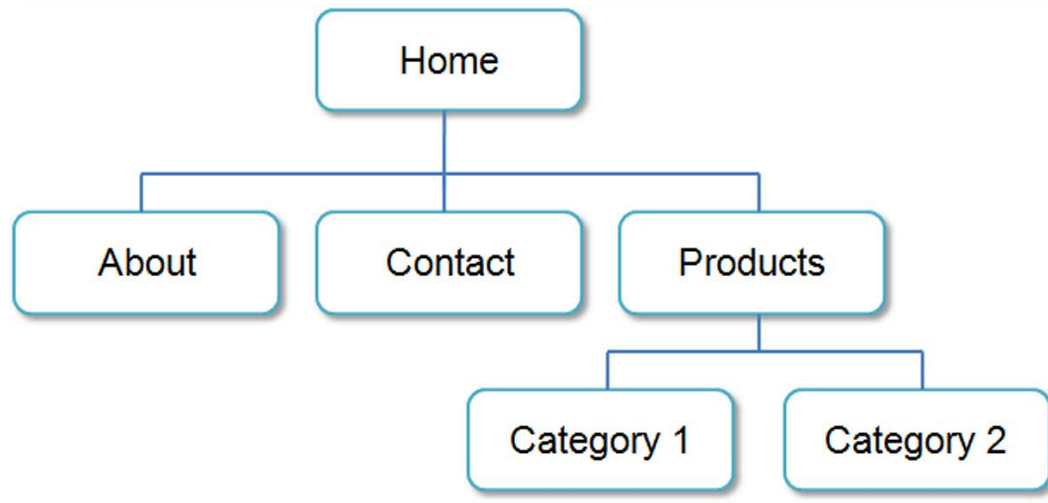 Home
About
Contact
Products
Category 1
Category 2